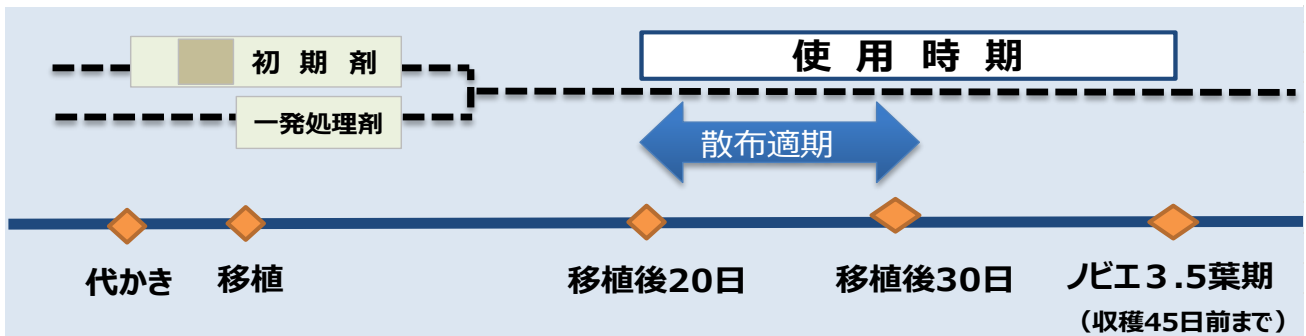 初 期 剤
使 用 時 期
一発処理剤
散布適期
代かき
移植
移植後20日
移植後30日
ノビエ３.５葉期
（収穫45日前まで）